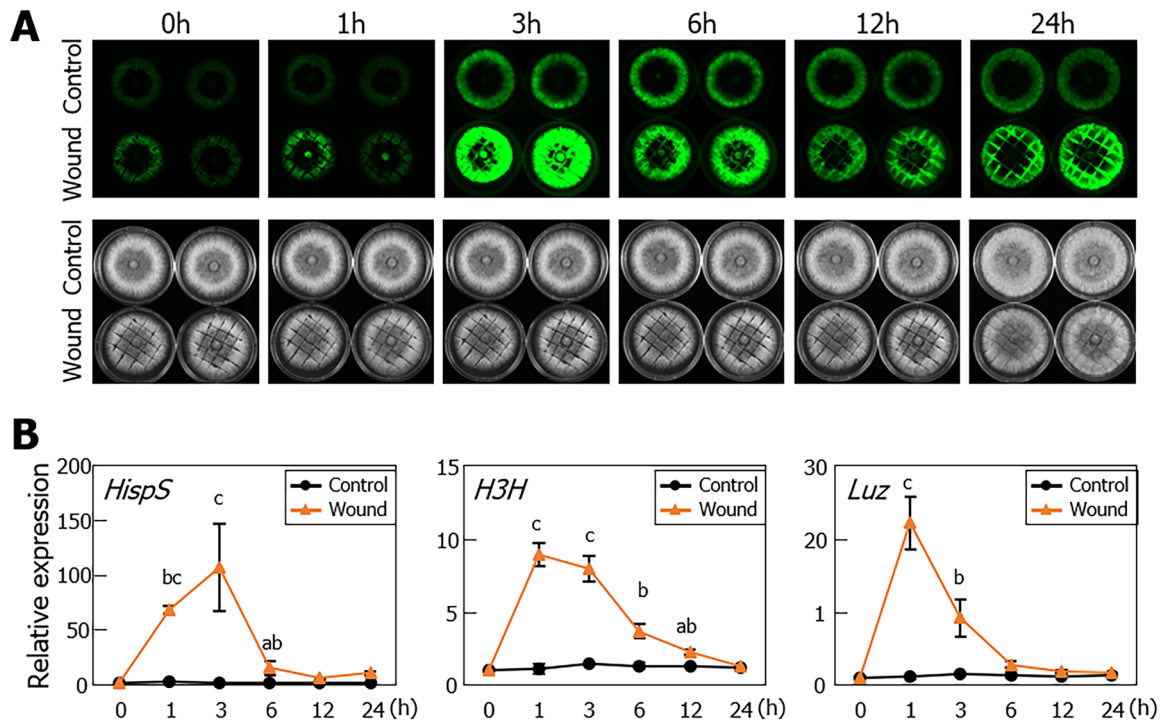 A
0h 1h 3h 6h 12h 24h
Control
Wound
Control
Wound
B
Relative expression
200
150
100
50
0
HispS
Control
Wound
bc
c
ab
0 1 3 6 12 24 (h)
15
10
5
0
H3H
Control
Wound
c
c
b
ab
0 1 3 6 12 24 (h)
30
20
1
0
Luz
Control
Wound
c
b
0 1 3 6 12 24 (h)